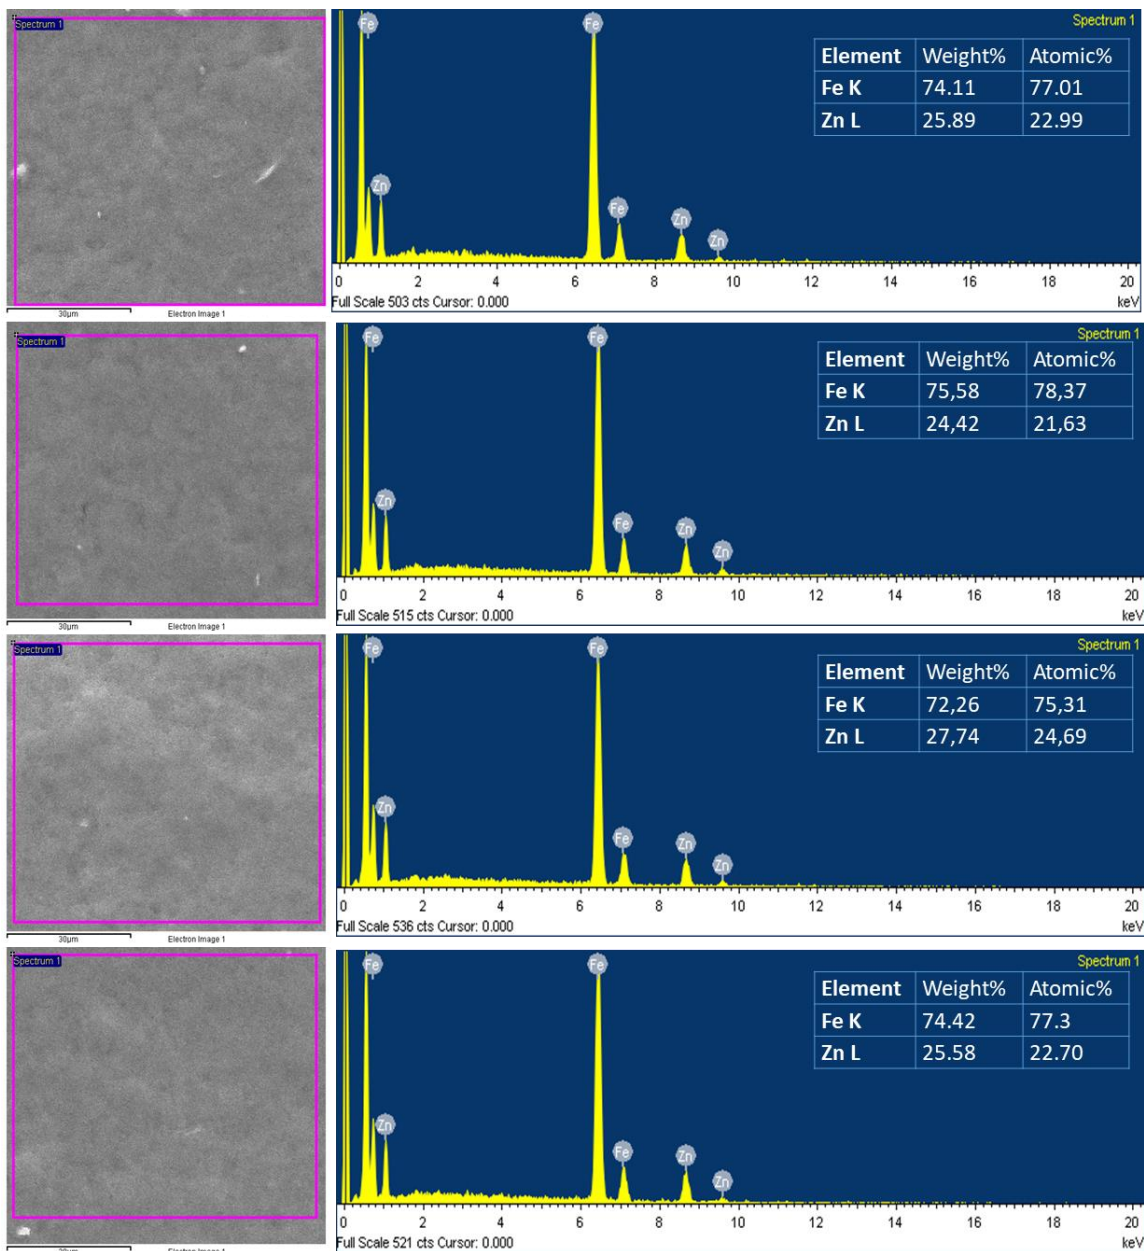 Spectrum 1
30µm Electron Image 1
Fe Fe Spectrum 1
Element Weight% Atomic%
Fe K 74.11 77.01
Zn L 25.89 22.99
Zn Fe Zn Zn
0 2 4 6 8 10 12 14 16 18 20
Full Scale 503 cts Cursor: 0.000 keV
Spectrum 1
30µm Electron Image 1
Fe Fe Spectrum 1
Element Weight% Atomic%
Fe K 75,58 78,37
Zn L 24,42 21,63
Zn Fe Zn Zn
0 2 4 6 8 10 12 14 16 18 20
Full Scale 515 cts Cursor: 0.000 keV
Spectrum 1
30µm Electron Image 1
Fe Fe Spectrum 1
Element Weight% Atomic%
Fe K 72,26 75,31
Zn L 27,74 24,69
Zn Fe Zn Zn
0 2 4 6 8 10 12 14 16 18 20
Full Scale 536 cts Cursor: 0.000 keV
Spectrum 1
30µm Electron Image 1
Fe Fe Spectrum 1
Element Weight% Atomic%
Fe K 74.42 77.3
Zn L 25.58 22.70
Zn Fe Zn Zn
0 2 4 6 8 10 12 14 16 18 20
Full Scale 521 cts Cursor: 0.000 keV